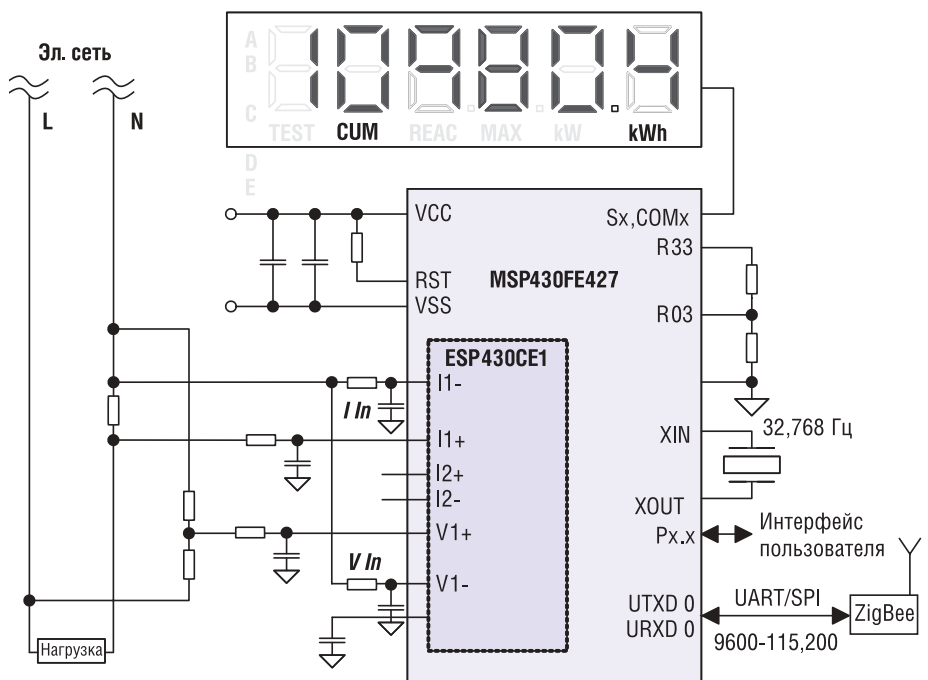 Эл. сеть
L
N
A
B
C
D
E
10980.4
TEST CUM REAC MAX kW kWh
VCC
RST
VSS
MSP430FE427
Sx,COMx
R33
R03
ESP430CE1
I1-
I In
I1+
I2+
I2-
V1+
V In
V1-
XIN
32,768 Гц
XOUT
Px.x
Интерфейс
пользователя
UTXD 0
URXD 0
UART/SPI
9600-115,200
ZigBee
Нагрузка